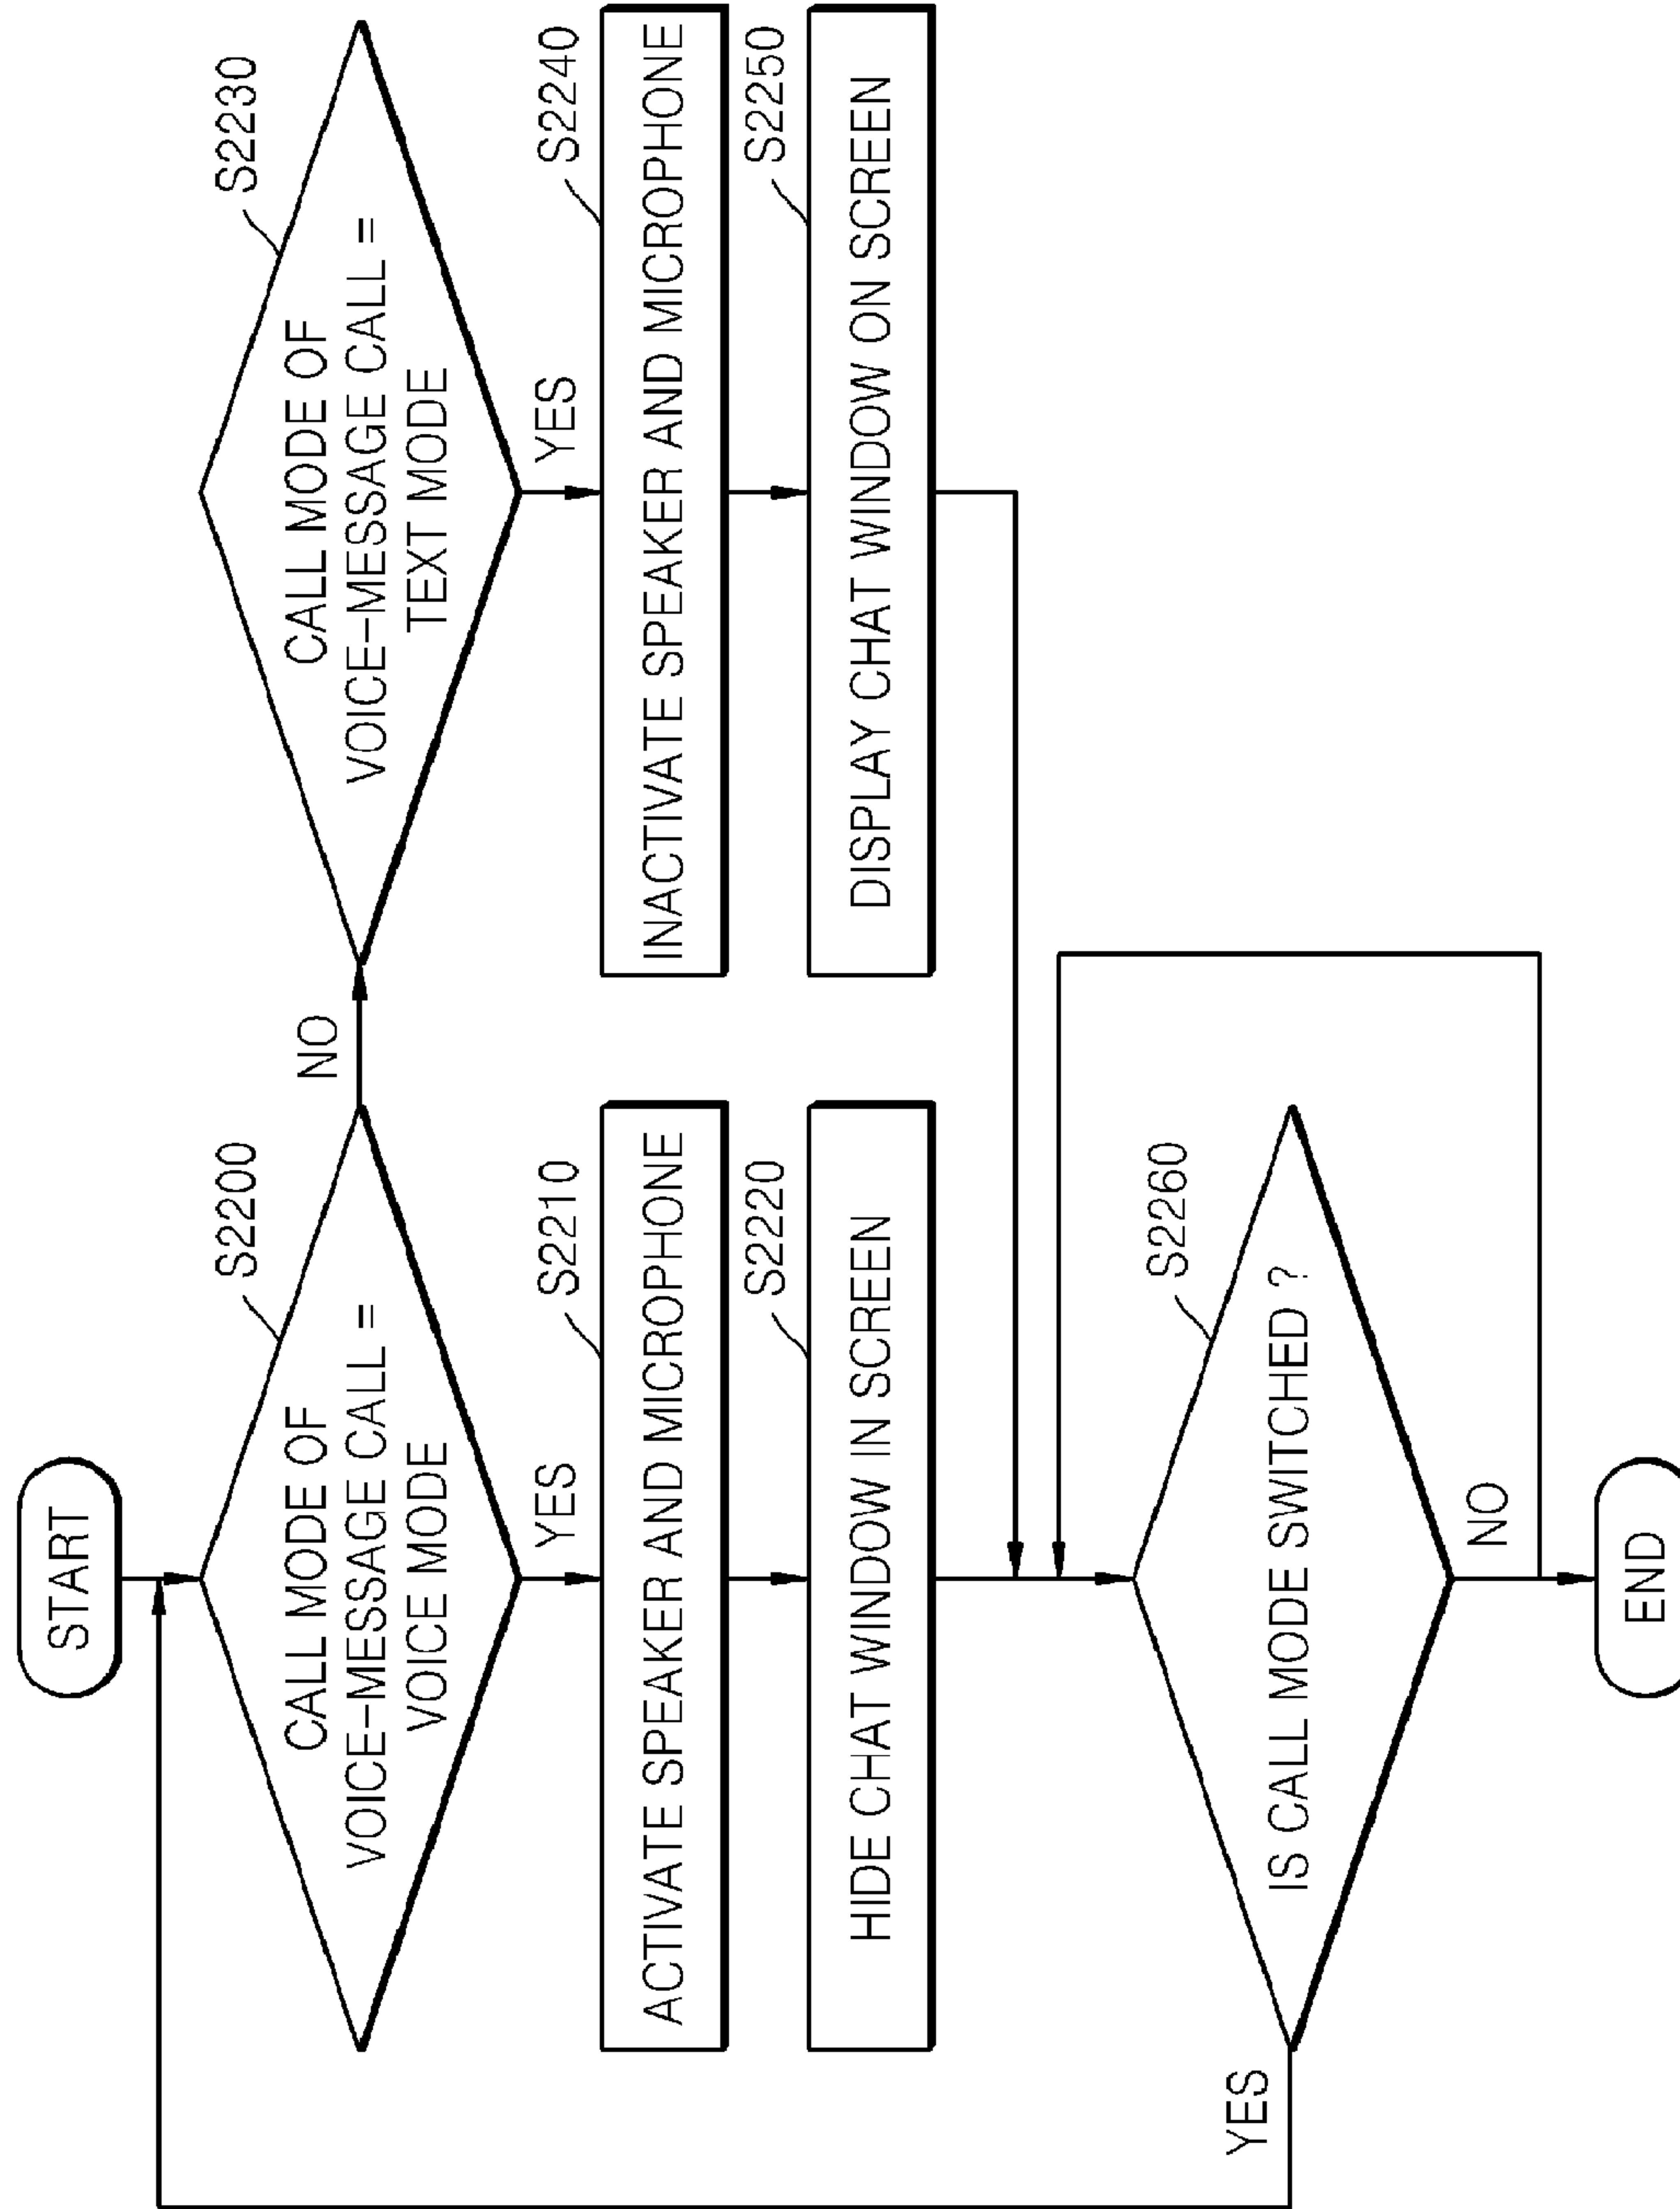 START
S2200
CALL MODE OF
VOICE-MESSAGE CALL =
VOICE MODE
NO
S2230
CALL MODE OF
VOICE-MESSAGE CALL =
TEXT MODE
YES
S2210
ACTIVATE SPEAKER AND MICROPHONE
YES
S2240
INACTIVATE SPEAKER AND MICROPHONE
S2220
HIDE CHAT WINDOW IN SCREEN
S2250
DISPLAY CHAT WINDOW ON SCREEN
S2260
IS CALL MODE SWITCHED ?
YES
NO
END